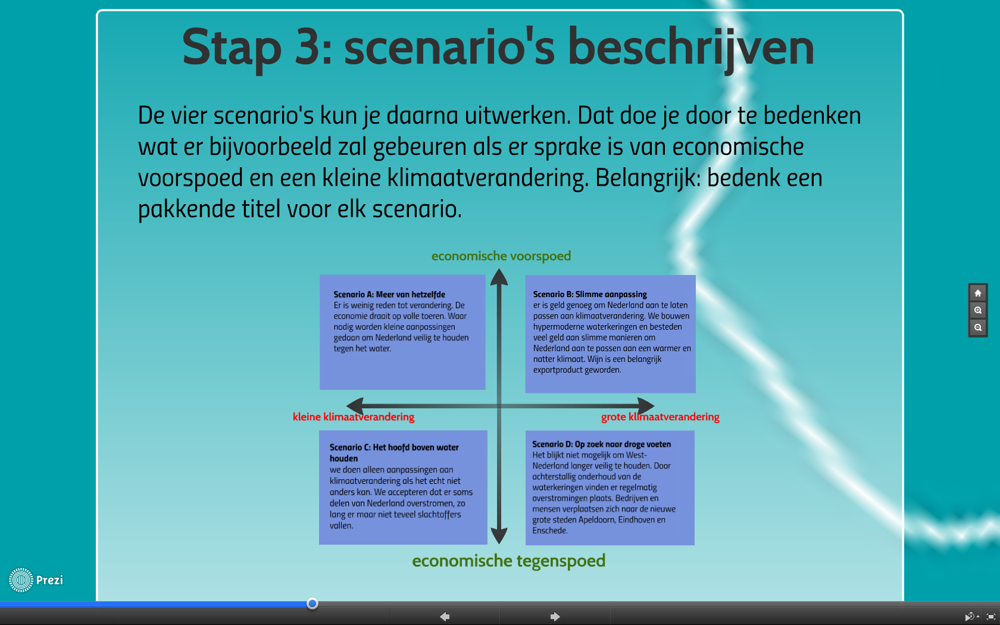 Stap 3: scenario's beschrijven
De vier scenario's kun je daarna uitwerken. Dat doe je door te bedenken
wat er bijvoorbeeld zal gebeuren als er sprake is van economische
voorspoed en een kleine klimaatverandering. Belangrijk: bedenk een
pakkende titel voor elk scenario.
economische voorspoed
Scenario A: Meer van hetzelfde
Er is weinig reden tot verandering. De
economie draait op volle toeren. Waar
nodig worden kleine aanpassingen
gedaan om Nederland veilig te houden
tegen het water.
Scenario B: Slimme aanpassing
er is geld genoeg om Nederland aan te laten
passen aan klimaatverandering. We bouwen
hypermoderne waterkeringen en besteden
veel geld aan slimme manieren om
Nederland aan te passen aan een warmer en
natter klimaat. Wijn is een belangrijk
exportproduct geworden.
kleine klimaatverandering
grote klimaatverandering
Scenario C: Het hoofd boven water
houden
we doen alleen aanpassingen aan
klimaatverandering als het echt niet
anders kan. We accepteren dat er soms
delen van Nederland overstromen, zo
lang er maar niet teveel slachtoffers
vallen.
Scenario D: Op zoek naar droge voeten
Het blijkt niet mogelijk om West-
Nederland langer veilig te houden. Door
achterstallig onderhoud van de
waterkeringen vinden er regelmatig
overstromingen plaats. Bedrijven en
mensen verplaatsen zich naar de nieuwe
grote steden Apeldoorn, Eindhoven en
Enschede.
economische tegenspoed
Prezi